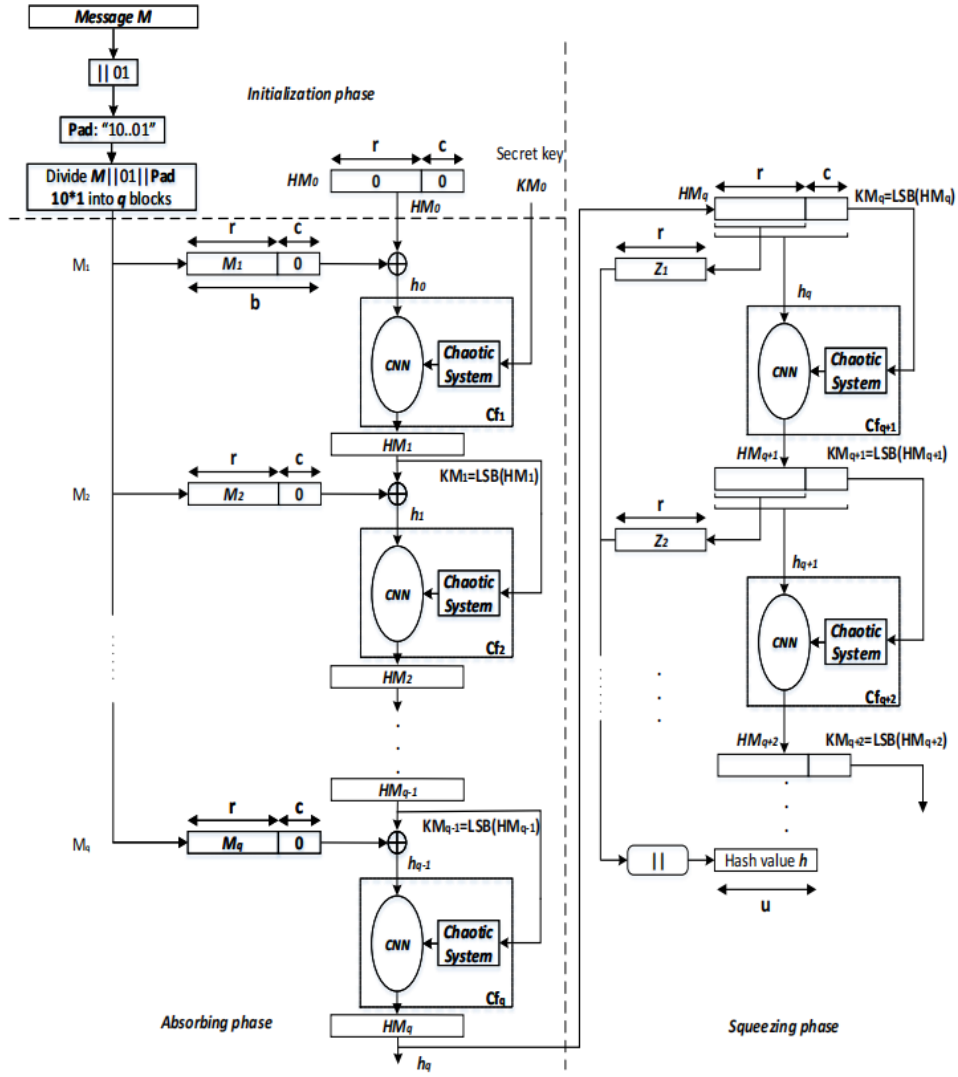 Message M
|| 01
Pad: “10..01”
Divide M||01||Pad
10*1 into q blocks
Initialization phase
r
c
HM₀
0
0
HM₀
Secret key
KM₀
M₁
r
c
M₁
0
b
h₀
CNN
Chaotic
System
Cf₁
HM₁
KM₁=LSB(HM₁)
M₂
r
c
M₂
0
h₁
CNN
Chaotic
System
Cf₂
HM₂
HMq-1
KMq-1=LSB(HMq-1)
Mq
r
c
Mq
0
hq-1
CNN
Chaotic
System
Cfq
HMq
hq
Absorbing phase
r
c
HMq
KMq=LSB(HMq)
r
Z₁
hq
CNN
Chaotic
System
Cfq+1
HMq+1
KMq+1=LSB(HMq+1)
r
Z₂
hq+1
CNN
Chaotic
System
Cfq+2
HMq+2
KMq+2=LSB(HMq+2)
||
Hash value h
u
Squeezing phase